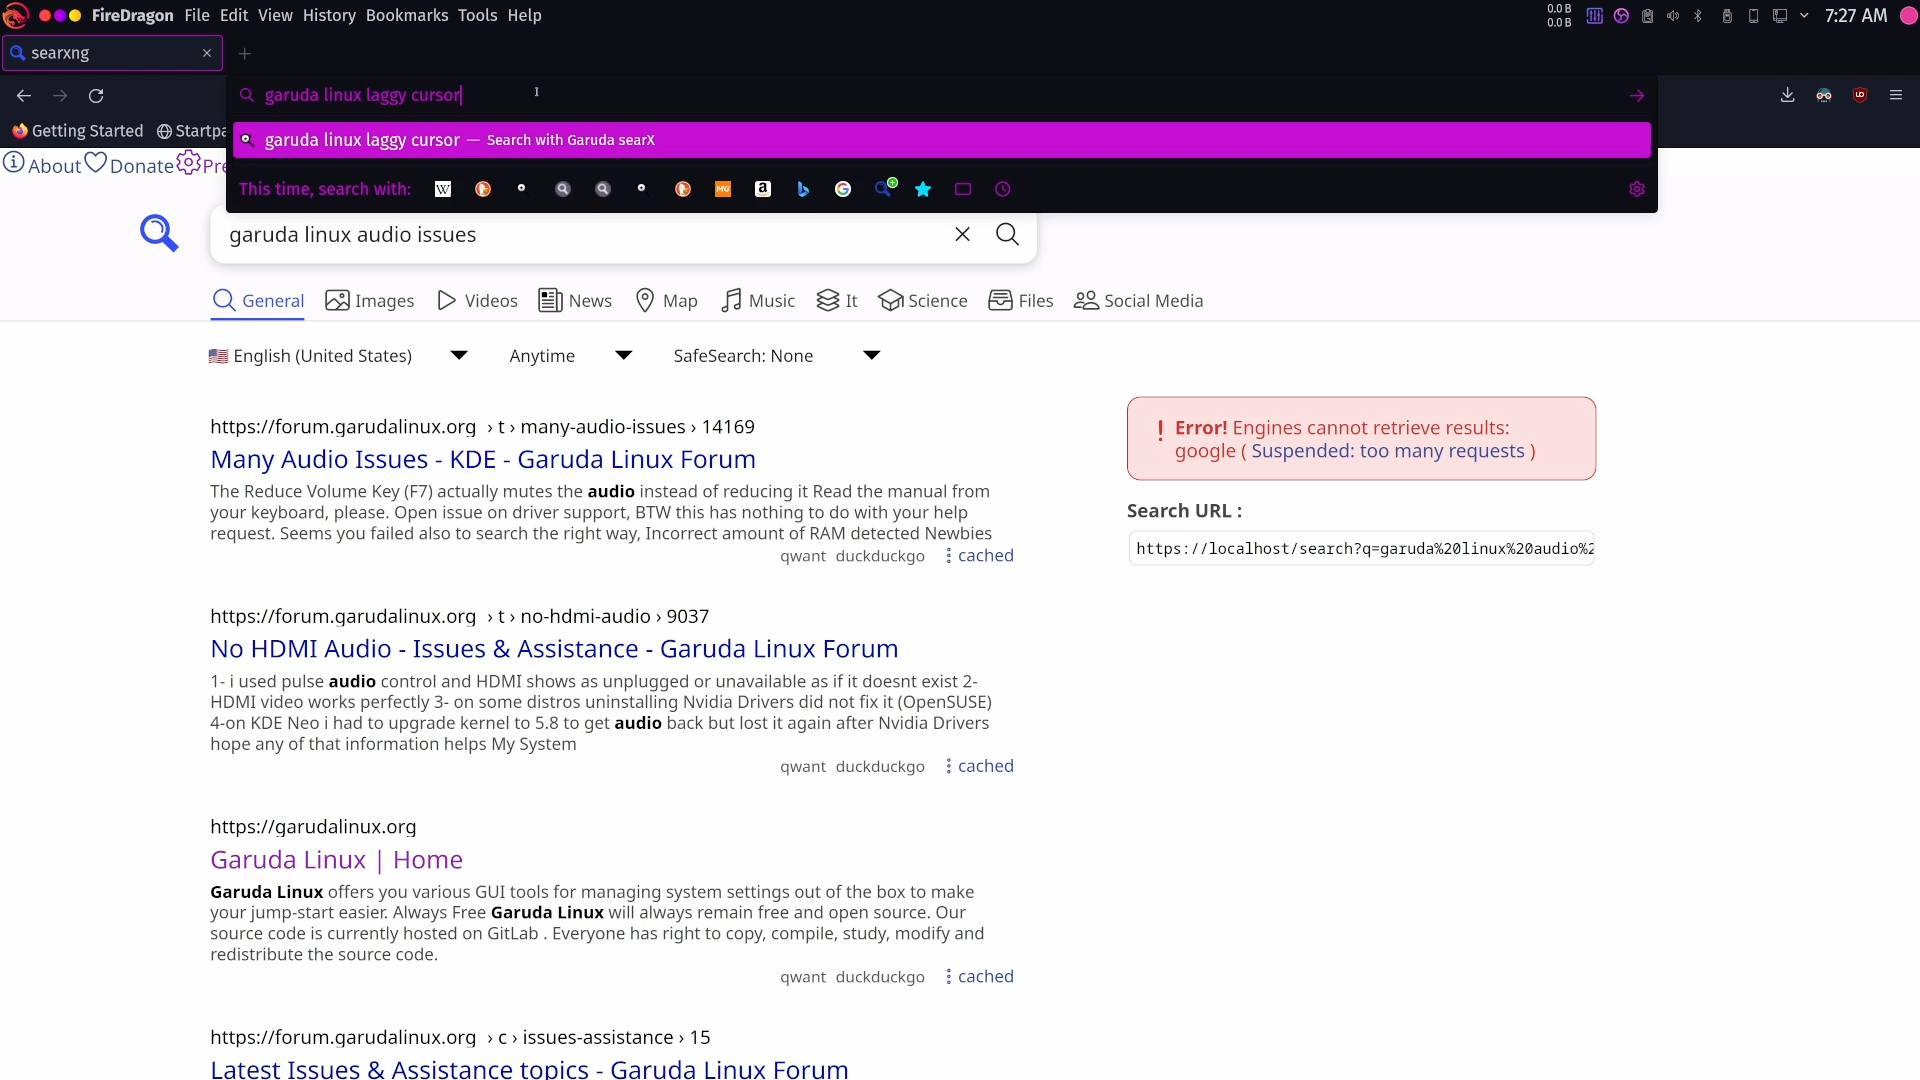 FireDragon File Edit View History Bookmarks Tools Help
0.0 B
0.0 B
7:27 AM
searxng
garuda linux laggy cursor
Getting Started Startpa
garuda linux laggy cursor — Search with Garuda searX
About Donate Pre
This time, search with:
garuda linux audio issues
General Images Videos News Map Music It Science Files Social Media
English (United States) Anytime SafeSearch: None
https://forum.garudalinux.org › t › many-audio-issues › 14169
Many Audio Issues - KDE - Garuda Linux Forum
The Reduce Volume Key (F7) actually mutes the audio instead of reducing it Read the manual from
your keyboard, please. Open issue on driver support, BTW this has nothing to do with your help
request. Seems you failed also to search the right way, Incorrect amount of RAM detected Newbies
qwant duckduckgo cached
https://forum.garudalinux.org › t › no-hdmi-audio › 9037
No HDMI Audio - Issues & Assistance - Garuda Linux Forum
1- i used pulse audio control and HDMI shows as unplugged or unavailable as if it doesnt exist 2-
HDMI video works perfectly 3- on some distros uninstalling Nvidia Drivers did not fix it (OpenSUSE)
4-on KDE Neo i had to upgrade kernel to 5.8 to get audio back but lost it again after Nvidia Drivers
hope any of that information helps My System
qwant duckduckgo cached
https://garudalinux.org
Garuda Linux | Home
Garuda Linux offers you various GUI tools for managing system settings out of the box to make
your jump-start easier. Always Free Garuda Linux will always remain free and open source. Our
source code is currently hosted on GitLab . Everyone has right to copy, compile, study, modify and
redistribute the source code.
qwant duckduckgo cached
https://forum.garudalinux.org › c › issues-assistance › 15
Latest Issues & Assistance topics - Garuda Linux Forum
Error! Engines cannot retrieve results:
google ( Suspended: too many requests )
Search URL :
https://localhost/search?q=garuda%20linux%20audio%2